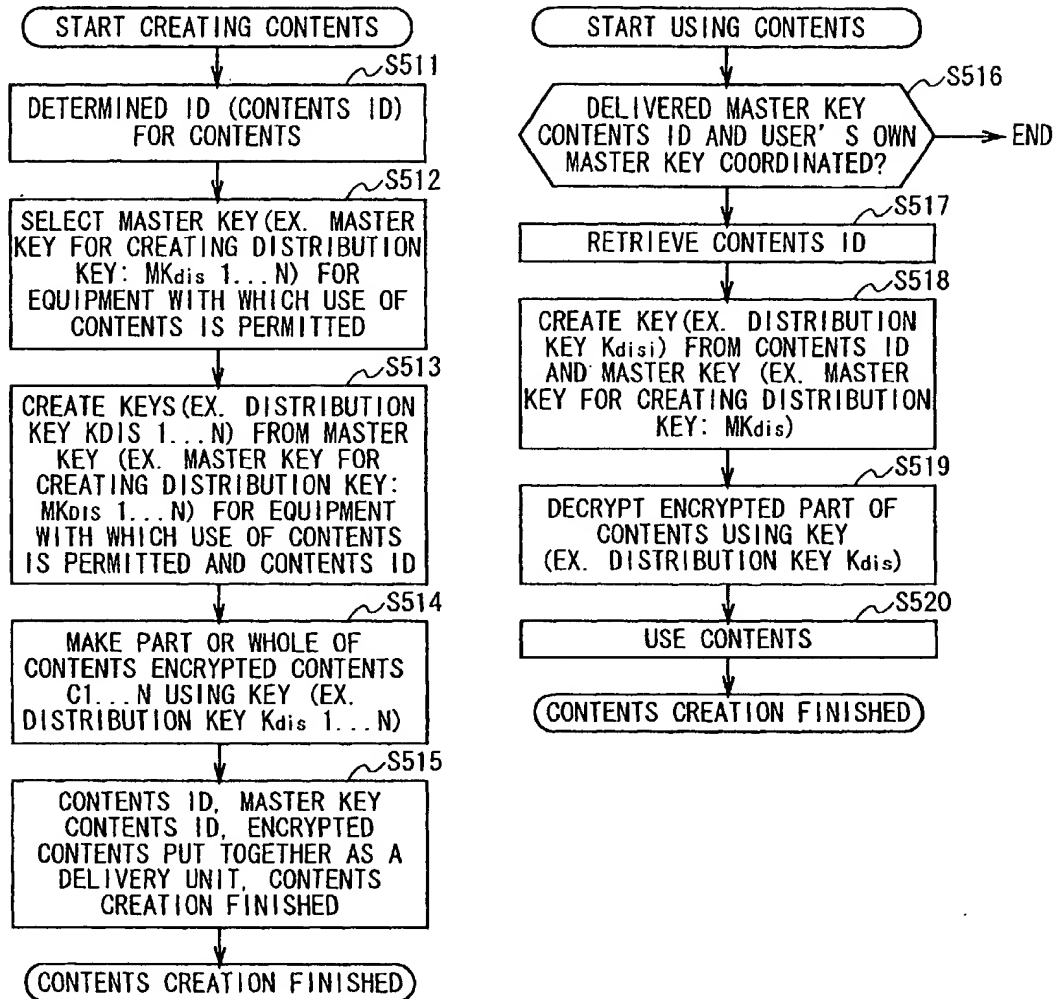 START CREATING CONTENTS
S511
DETERMINED ID (CONTENTS ID)
FOR CONTENTS
S512
SELECT MASTER KEY(EX. MASTER
KEY FOR CREATING DISTRIBUTION
KEY: MKdis 1...N) FOR
EQUIPMENT WITH WHICH USE OF
CONTENTS IS PERMITTED
S513
CREATE KEYS(EX. DISTRIBUTION
KEY KDIS 1...N) FROM MASTER
KEY (EX. MASTER KEY FOR
CREATING DISTRIBUTION KEY:
MKDIS 1...N) FOR EQUIPMENT
WITH WHICH USE OF CONTENTS
IS PERMITTED AND CONTENTS ID
S514
MAKE PART OR WHOLE OF
CONTENTS ENCRYPTED CONTENTS
C1...N USING KEY (EX.
DISTRIBUTION KEY Kdis 1...N)
S515
CONTENTS ID, MASTER KEY
CONTENTS ID, ENCRYPTED
CONTENTS PUT TOGETHER AS A
DELIVERY UNIT, CONTENTS
CREATION FINISHED
CONTENTS CREATION FINISHED
START USING CONTENTS
S516
DELIVERED MASTER KEY
CONTENTS ID AND USER'S OWN
MASTER KEY COORDINATED?
END
S517
RETRIEVE CONTENTS ID
S518
CREATE KEY(EX. DISTRIBUTION
KEY Kdisi) FROM CONTENTS ID
AND MASTER KEY (EX. MASTER
KEY FOR CREATING DISTRIBUTION
KEY: MKdis)
S519
DECRYPT ENCRYPTED PART OF
CONTENTS USING KEY
(EX. DISTRIBUTION KEY Kdis)
S520
USE CONTENTS
CONTENTS CREATION FINISHED